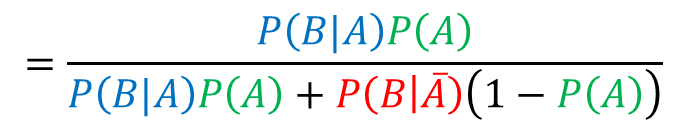 = P(B|A)P(A) / P(B|A)P(A) + P(B|Ā)(1 − P(A))